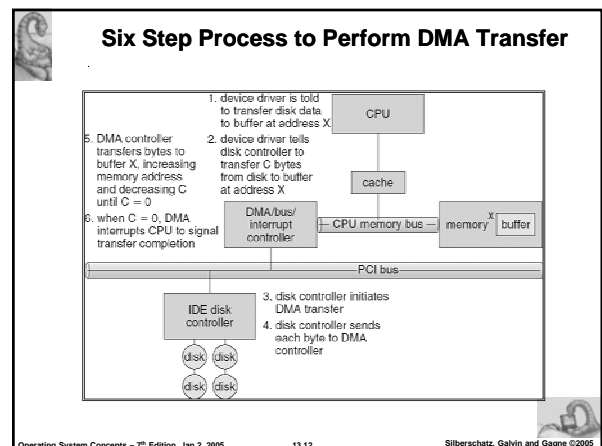 Six Step Process to Perform DMA Transfer
1. device driver is told
to transfer disk data
to buffer at address X
CPU
5. DMA controller
transfers bytes to
buffer X, increasing
memory address
and decreasing C
until C = 0
2. device driver tells
disk controller to
transfer C bytes
from disk to buffer
at address X
cache
6. when C = 0, DMA
interrupts CPU to signal
transfer completion
DMA/bus/
interrupt
controller
CPU memory bus
memory
X
buffer
PCI bus
IDE disk
controller
3. disk controller initiates
DMA transfer
4. disk controller sends
each byte to DMA
controller
disk disk
disk disk
Operating System Concepts – 7th Edition, Jan 2, 2005
13.12
Silberschatz, Galvin and Gagne ©2005